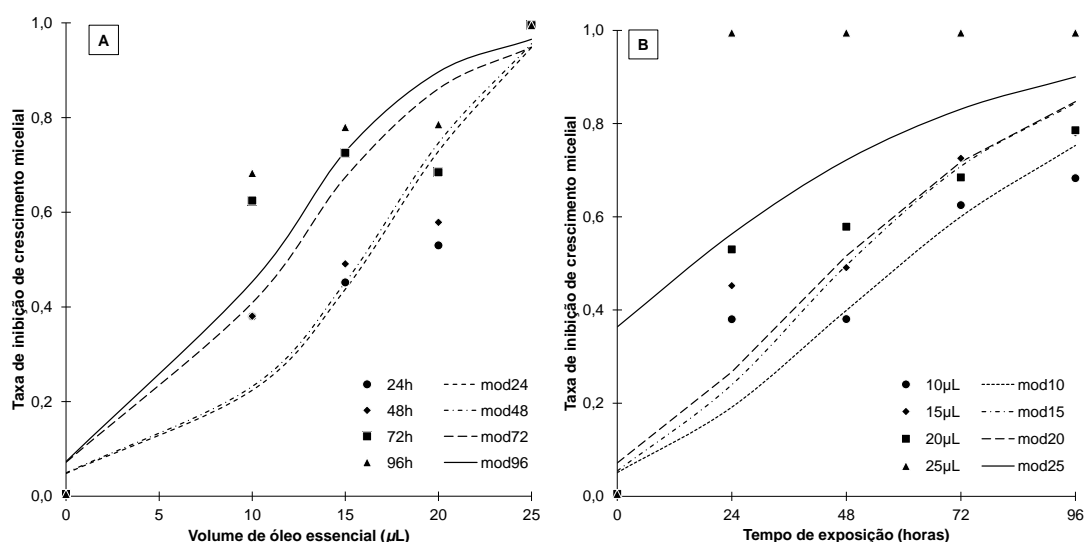 A
Taxa de inibição de crescimento micelial
1,0
0,8
0,6
0,4
0,2
0,0
0
5
10
15
20
25
Volume de óleo essencial (µL)
24h
mod24
48h
mod48
72h
mod72
96h
mod96
B
Taxa de inibição de crescimento micelial
1,0
0,8
0,6
0,4
0,2
0,0
0
24
48
72
96
Tempo de exposição (horas)
10µL
mod10
15µL
mod15
20µL
mod20
25µL
mod25